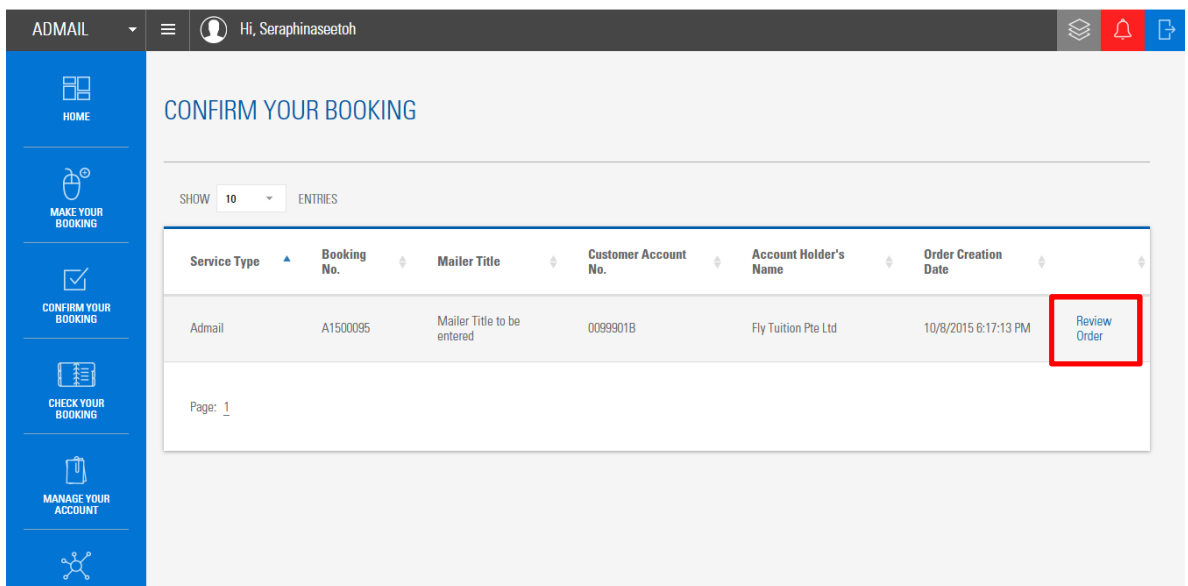 ADMAIL
Hi, Seraphinaseetoh
HOME
MAKE YOUR
BOOKING
CONFIRM YOUR
BOOKING
CHECK YOUR
BOOKING
MANAGE YOUR
ACCOUNT
CONFIRM YOUR BOOKING
SHOW 10 ENTRIES
Service Type
Booking
No.
Mailer Title
Customer Account
No.
Account Holder's
Name
Order Creation
Date
Admail
A1500095
Mailer Title to be
entered
0099901B
Fly Tuition Pte Ltd
10/8/2015 6:17:13 PM
Review
Order
Page: 1